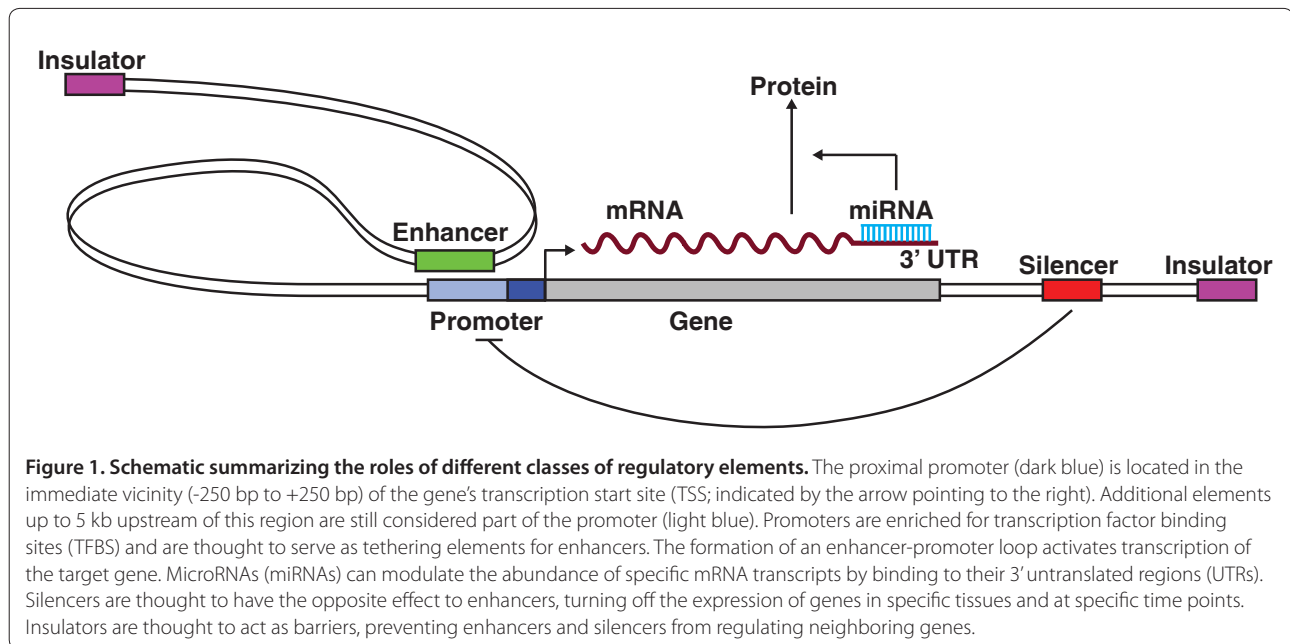 Insulator
Protein
mRNA
miRNA
Enhancer
3' UTR
Silencer
Insulator
Promoter
Gene
Figure 1. Schematic summarizing the roles of different classes of regulatory elements. The proximal promoter (dark blue) is located in the
immediate vicinity (-250 bp to +250 bp) of the gene's transcription start site (TSS; indicated by the arrow pointing to the right). Additional elements
up to 5 kb upstream of this region are still considered part of the promoter (light blue). Promoters are enriched for transcription factor binding
sites (TFBS) and are thought to serve as tethering elements for enhancers. The formation of an enhancer-promoter loop activates transcription of
the target gene. MicroRNAs (miRNAs) can modulate the abundance of specific mRNA transcripts by binding to their 3' untranslated regions (UTRs).
Silencers are thought to have the opposite effect to enhancers, turning off the expression of genes in specific tissues and at specific time points.
Insulators are thought to act as barriers, preventing enhancers and silencers from regulating neighboring genes.